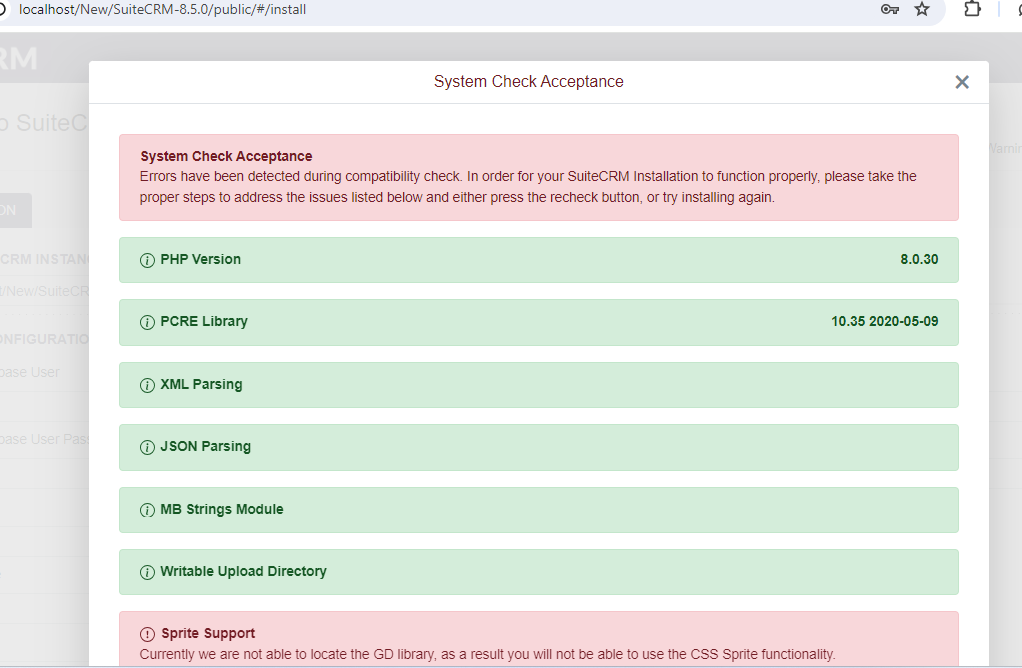 localhost/New/SuiteCRM-8.5.0/public/#/install
RM
System Check Acceptance
o SuiteC
System Check Acceptance
Errors have been detected during compatibility check. In order for your SuiteCRM Installation to function properly, please take the
proper steps to address the issues listed below and either press the recheck button, or try installing again.
Warnin
ON
CRM INSTAN
PHP Version 8.0.30
t/New/SuiteCR
PCRE Library 10.35 2020-05-09
ONFIGURATIO
base User
XML Parsing
base User Pass
JSON Parsing
MB Strings Module
Writable Upload Directory
Sprite Support
Currently we are not able to locate the GD library, as a result you will not be able to use the CSS Sprite functionality.